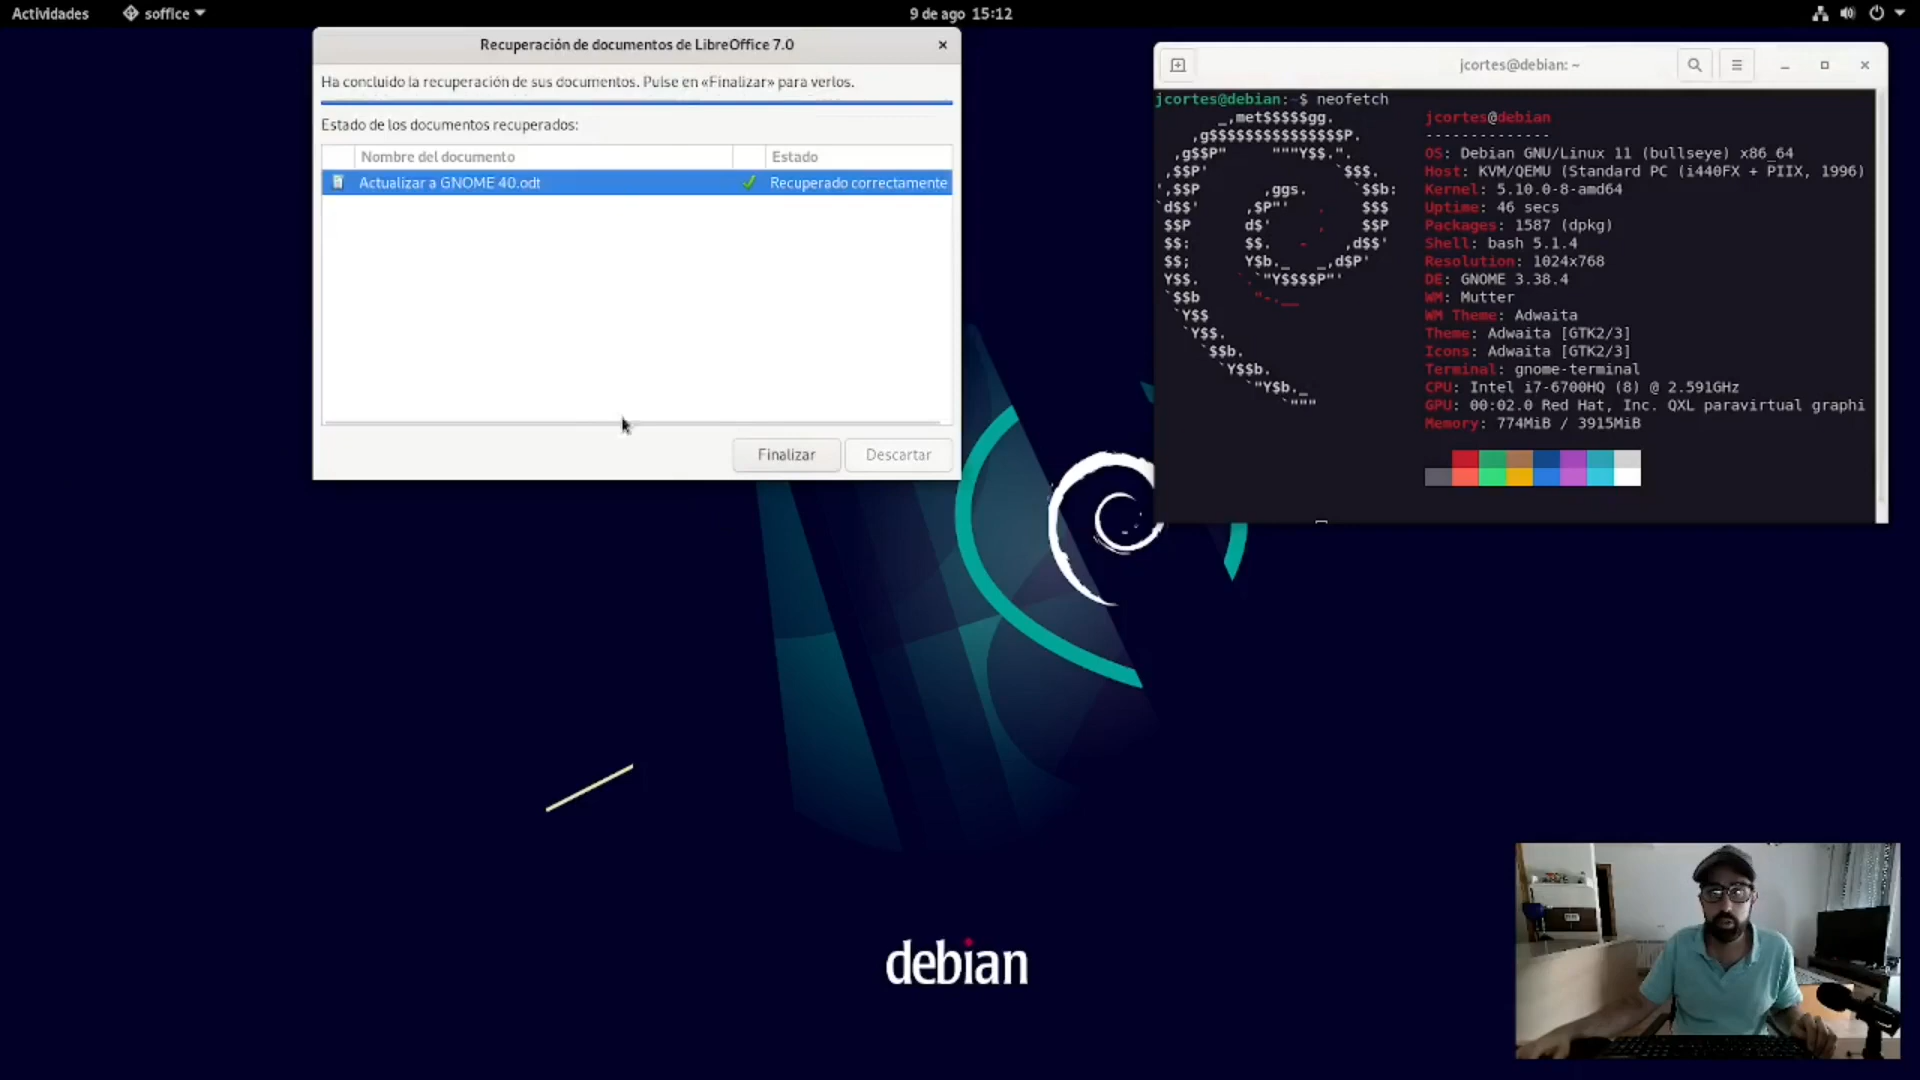 Actividades
soffice
9 de ago 15:12
Recuperación de documentos de LibreOffice 7.0
Ha concluido la recuperación de sus documentos. Pulse en «Finalizar» para verlos.
Estado de los documentos recuperados:
Nombre del documento Estado
Actualizar a GNOME 40.odt Recuperado correctamente
Finalizar Descartar
jcortes@debian: ~
jcortes@debian:~$ neofetch
_,met$$$$$gg.
,g$$$$$$$$$$$$$$$P.
,g$$P" """Y$$.".
,$$P' `$$$.
',$$P ,ggs. `$$b:
`d$$' ,$P"' . $$$
$$P d$' , $$P
$$: $$. - ,d$$'
$$; Y$b._ _,d$P'
Y$$. `.`"Y$$$$P"'
`$$b "-.__
`Y$$
`Y$$.
`$$b.
`Y$$b.
`"Y$b._
`"""
jcortes@debian
--------------
OS: Debian GNU/Linux 11 (bullseye) x86_64
Host: KVM/QEMU (Standard PC (i440FX + PIIX, 1996)
Kernel: 5.10.0-8-amd64
Uptime: 46 secs
Packages: 1587 (dpkg)
Shell: bash 5.1.4
Resolution: 1024x768
DE: GNOME 3.38.4
WM: Mutter
WM Theme: Adwaita
Theme: Adwaita [GTK2/3]
Icons: Adwaita [GTK2/3]
Terminal: gnome-terminal
CPU: Intel i7-6700HQ (8) @ 2.591GHz
GPU: 00:02.0 Red Hat, Inc. QXL paravirtual graphi
Memory: 774MiB / 3915MiB
debian